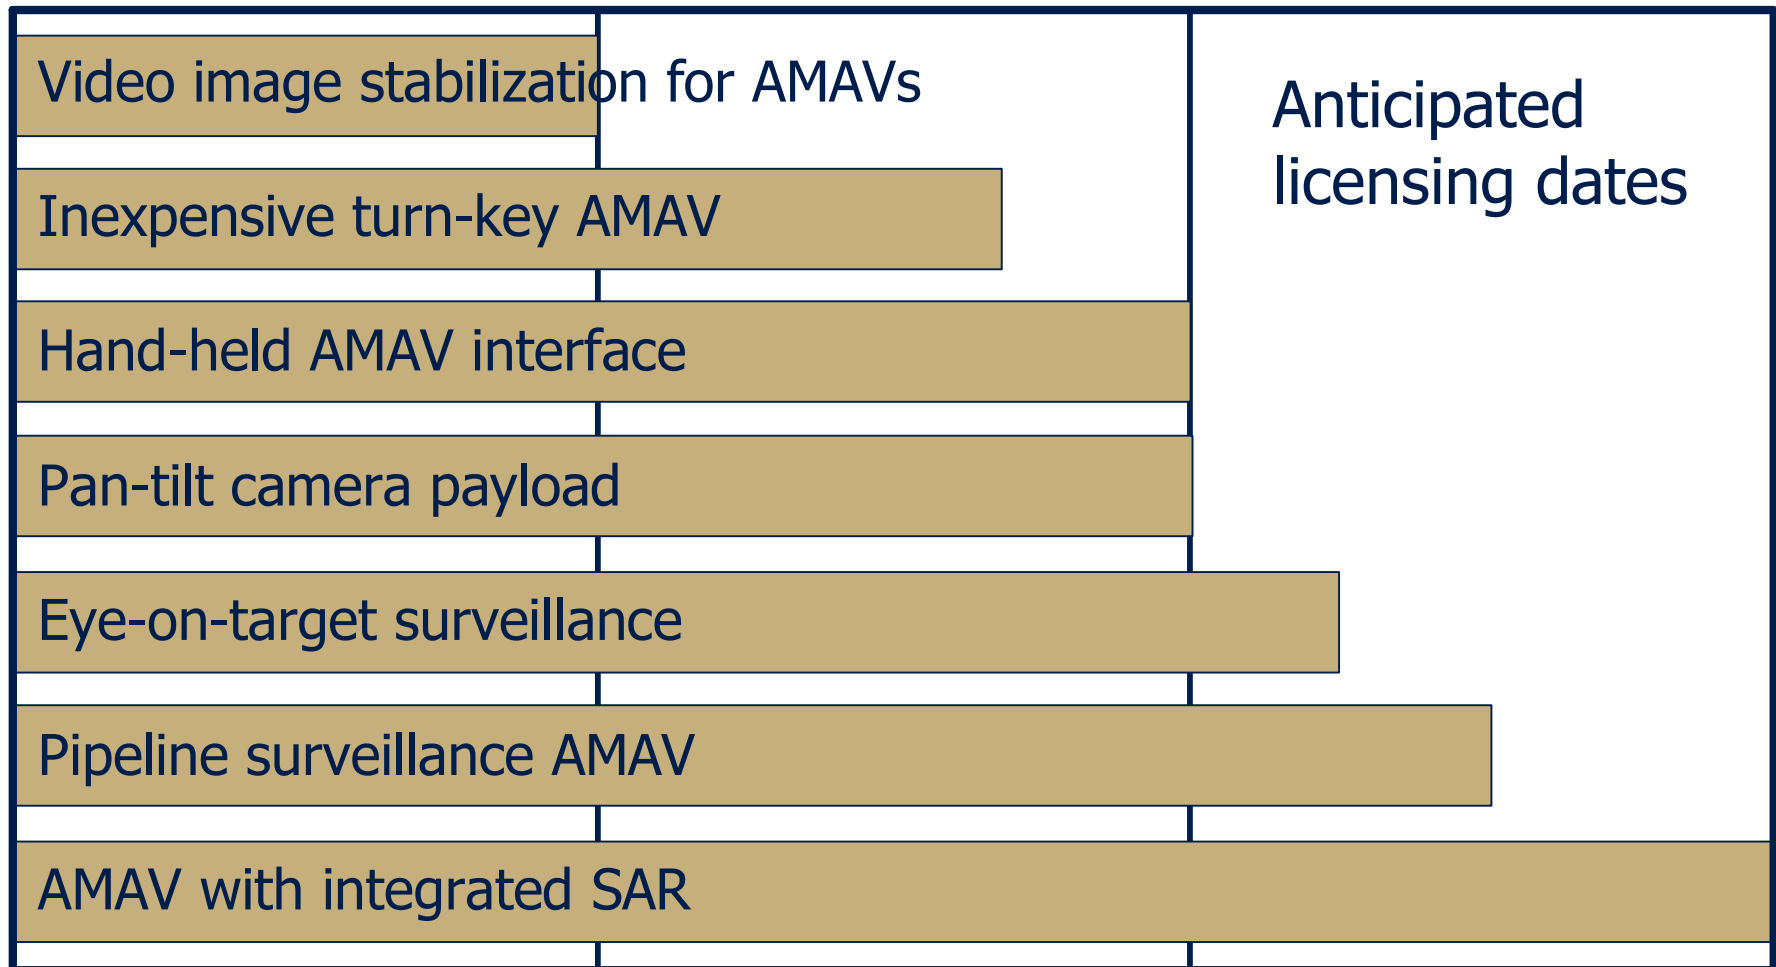 Video image stabilization for AMAVs
Anticipated
licensing dates
Inexpensive turn-key AMAV
Hand-held AMAV interface
Pan-tilt camera payload
Eye-on-target surveillance
Pipeline surveillance AMAV
AMAV with integrated SAR